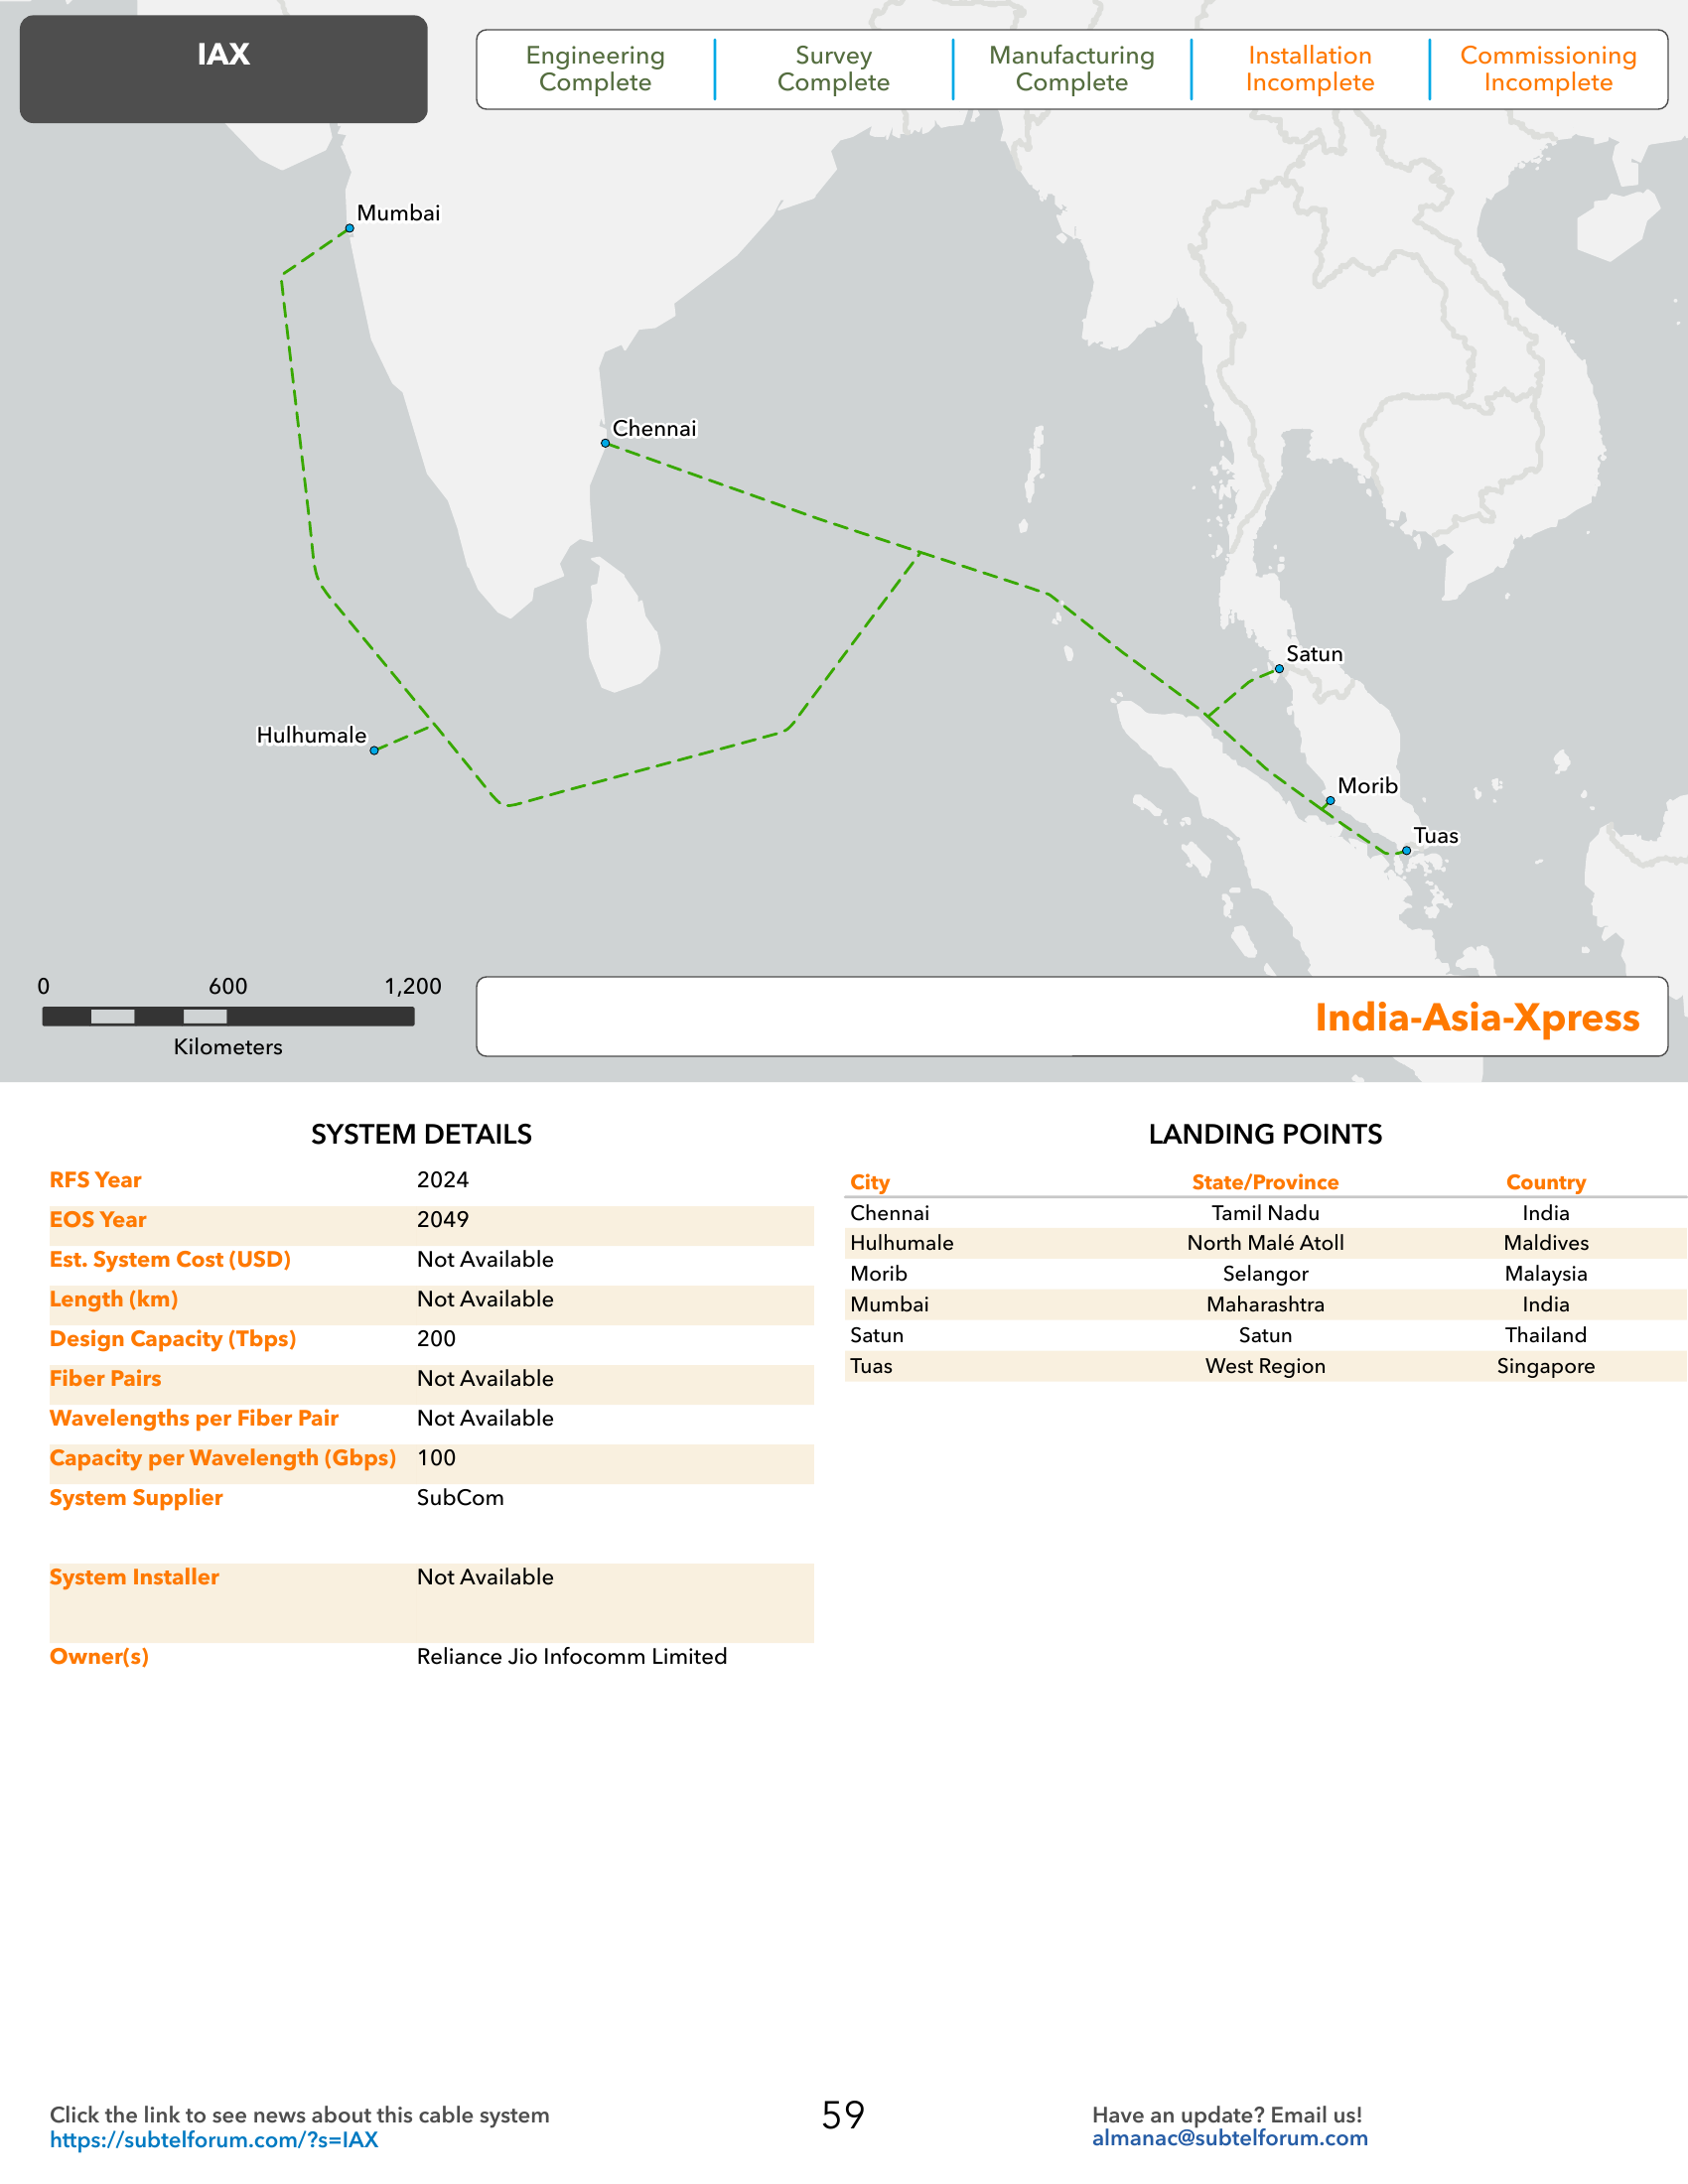 IAX
Engineering
Complete
Survey
Complete
Manufacturing
Complete
Installation
Incomplete
Commissioning
Incomplete
Mumbai
Chennai
Satun
Hulhumale
Morib
Tuas
0 600 1,200
Kilometers
India-Asia-Xpress
SYSTEM DETAILS
RFS Year 2024
EOS Year 2049
Est. System Cost (USD) Not Available
Length (km) Not Available
Design Capacity (Tbps) 200
Fiber Pairs Not Available
Wavelengths per Fiber Pair Not Available
Capacity per Wavelength (Gbps) 100
System Supplier SubCom
System Installer Not Available
Owner(s) Reliance Jio Infocomm Limited
LANDING POINTS
City State/Province Country
Chennai Tamil Nadu India
Hulhumale North Malé Atoll Maldives
Morib Selangor Malaysia
Mumbai Maharashtra India
Satun Satun Thailand
Tuas West Region Singapore
Click the link to see news about this cable system
https://subtelforum.com/?s=IAX
59
Have an update? Email us!
almanac@subtelforum.com